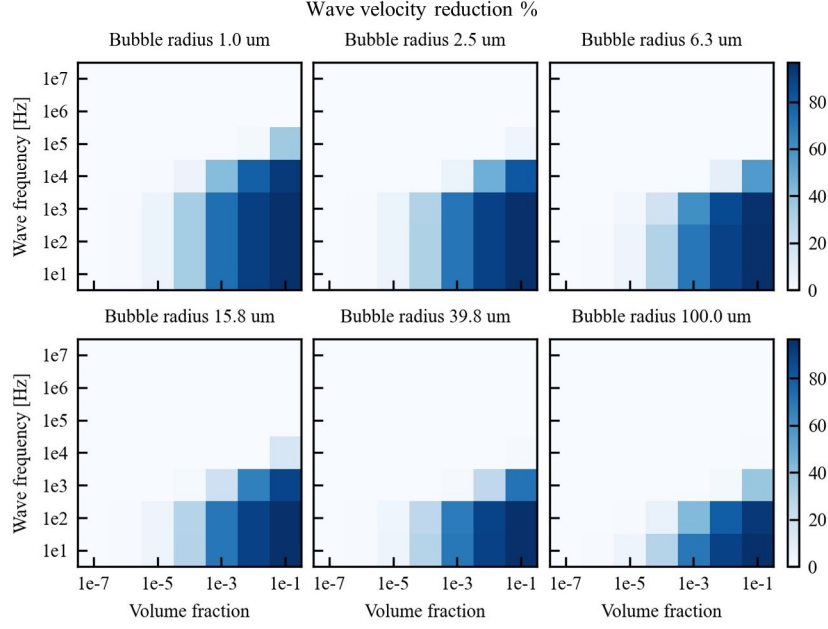 Wave velocity reduction %
Bubble radius 1.0 um
Bubble radius 2.5 um
Bubble radius 6.3 um
Wave frequency [Hz]
1e7
1e6
1e5
1e4
1e3
1e2
1e1
80
60
40
20
0
Bubble radius 15.8 um
Bubble radius 39.8 um
Bubble radius 100.0 um
Wave frequency [Hz]
1e7
1e6
1e5
1e4
1e3
1e2
1e1
80
60
40
20
0
1e-7 1e-5 1e-3 1e-1
1e-7 1e-5 1e-3 1e-1
1e-7 1e-5 1e-3 1e-1
Volume fraction
Volume fraction
Volume fraction